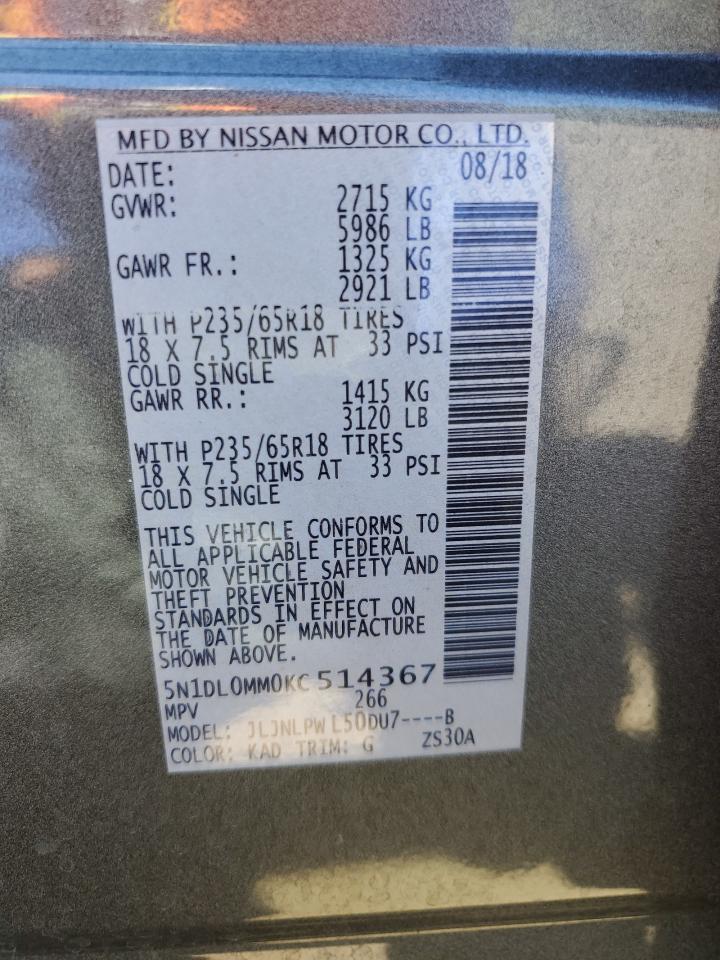 MFD BY NISSAN MOTOR CO., LTD.
DATE: 08/18
GVWR: 2715 KG
5986 LB
GAWR FR.: 1325 KG
2921 LB
WITH P235/65R18 TIRES
18 X 7.5 RIMS AT 33 PSI
COLD SINGLE
GAWR RR.: 1415 KG
3120 LB
WITH P235/65R18 TIRES
18 X 7.5 RIMS AT 33 PSI
COLD SINGLE
THIS VEHICLE CONFORMS TO
ALL APPLICABLE FEDERAL
MOTOR VEHICLE SAFETY AND
THEFT PREVENTION
STANDARDS IN EFFECT ON
THE DATE OF MANUFACTURE
SHOWN ABOVE.
5N1DL0MM0KC514367
MPV 266
MODEL: JLJNLPW L50DU7----B
COLOR: KAD TRIM: G ZS30A